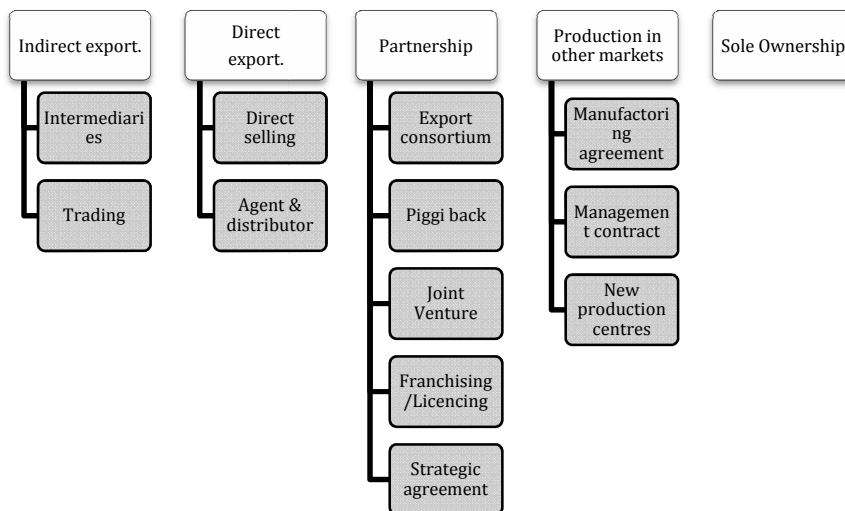 Indirect export.
Intermediari
es
Trading
Direct
export.
Direct
selling
Agent &
distributor
Partnership
Export
consortium
Piggi back
Joint
Venture
Franchising
/Licencing
Strategic
agreement
Production in
other markets
Manufactori
ng
agreement
Managemen
t contract
New
production
centres
Sole Ownership